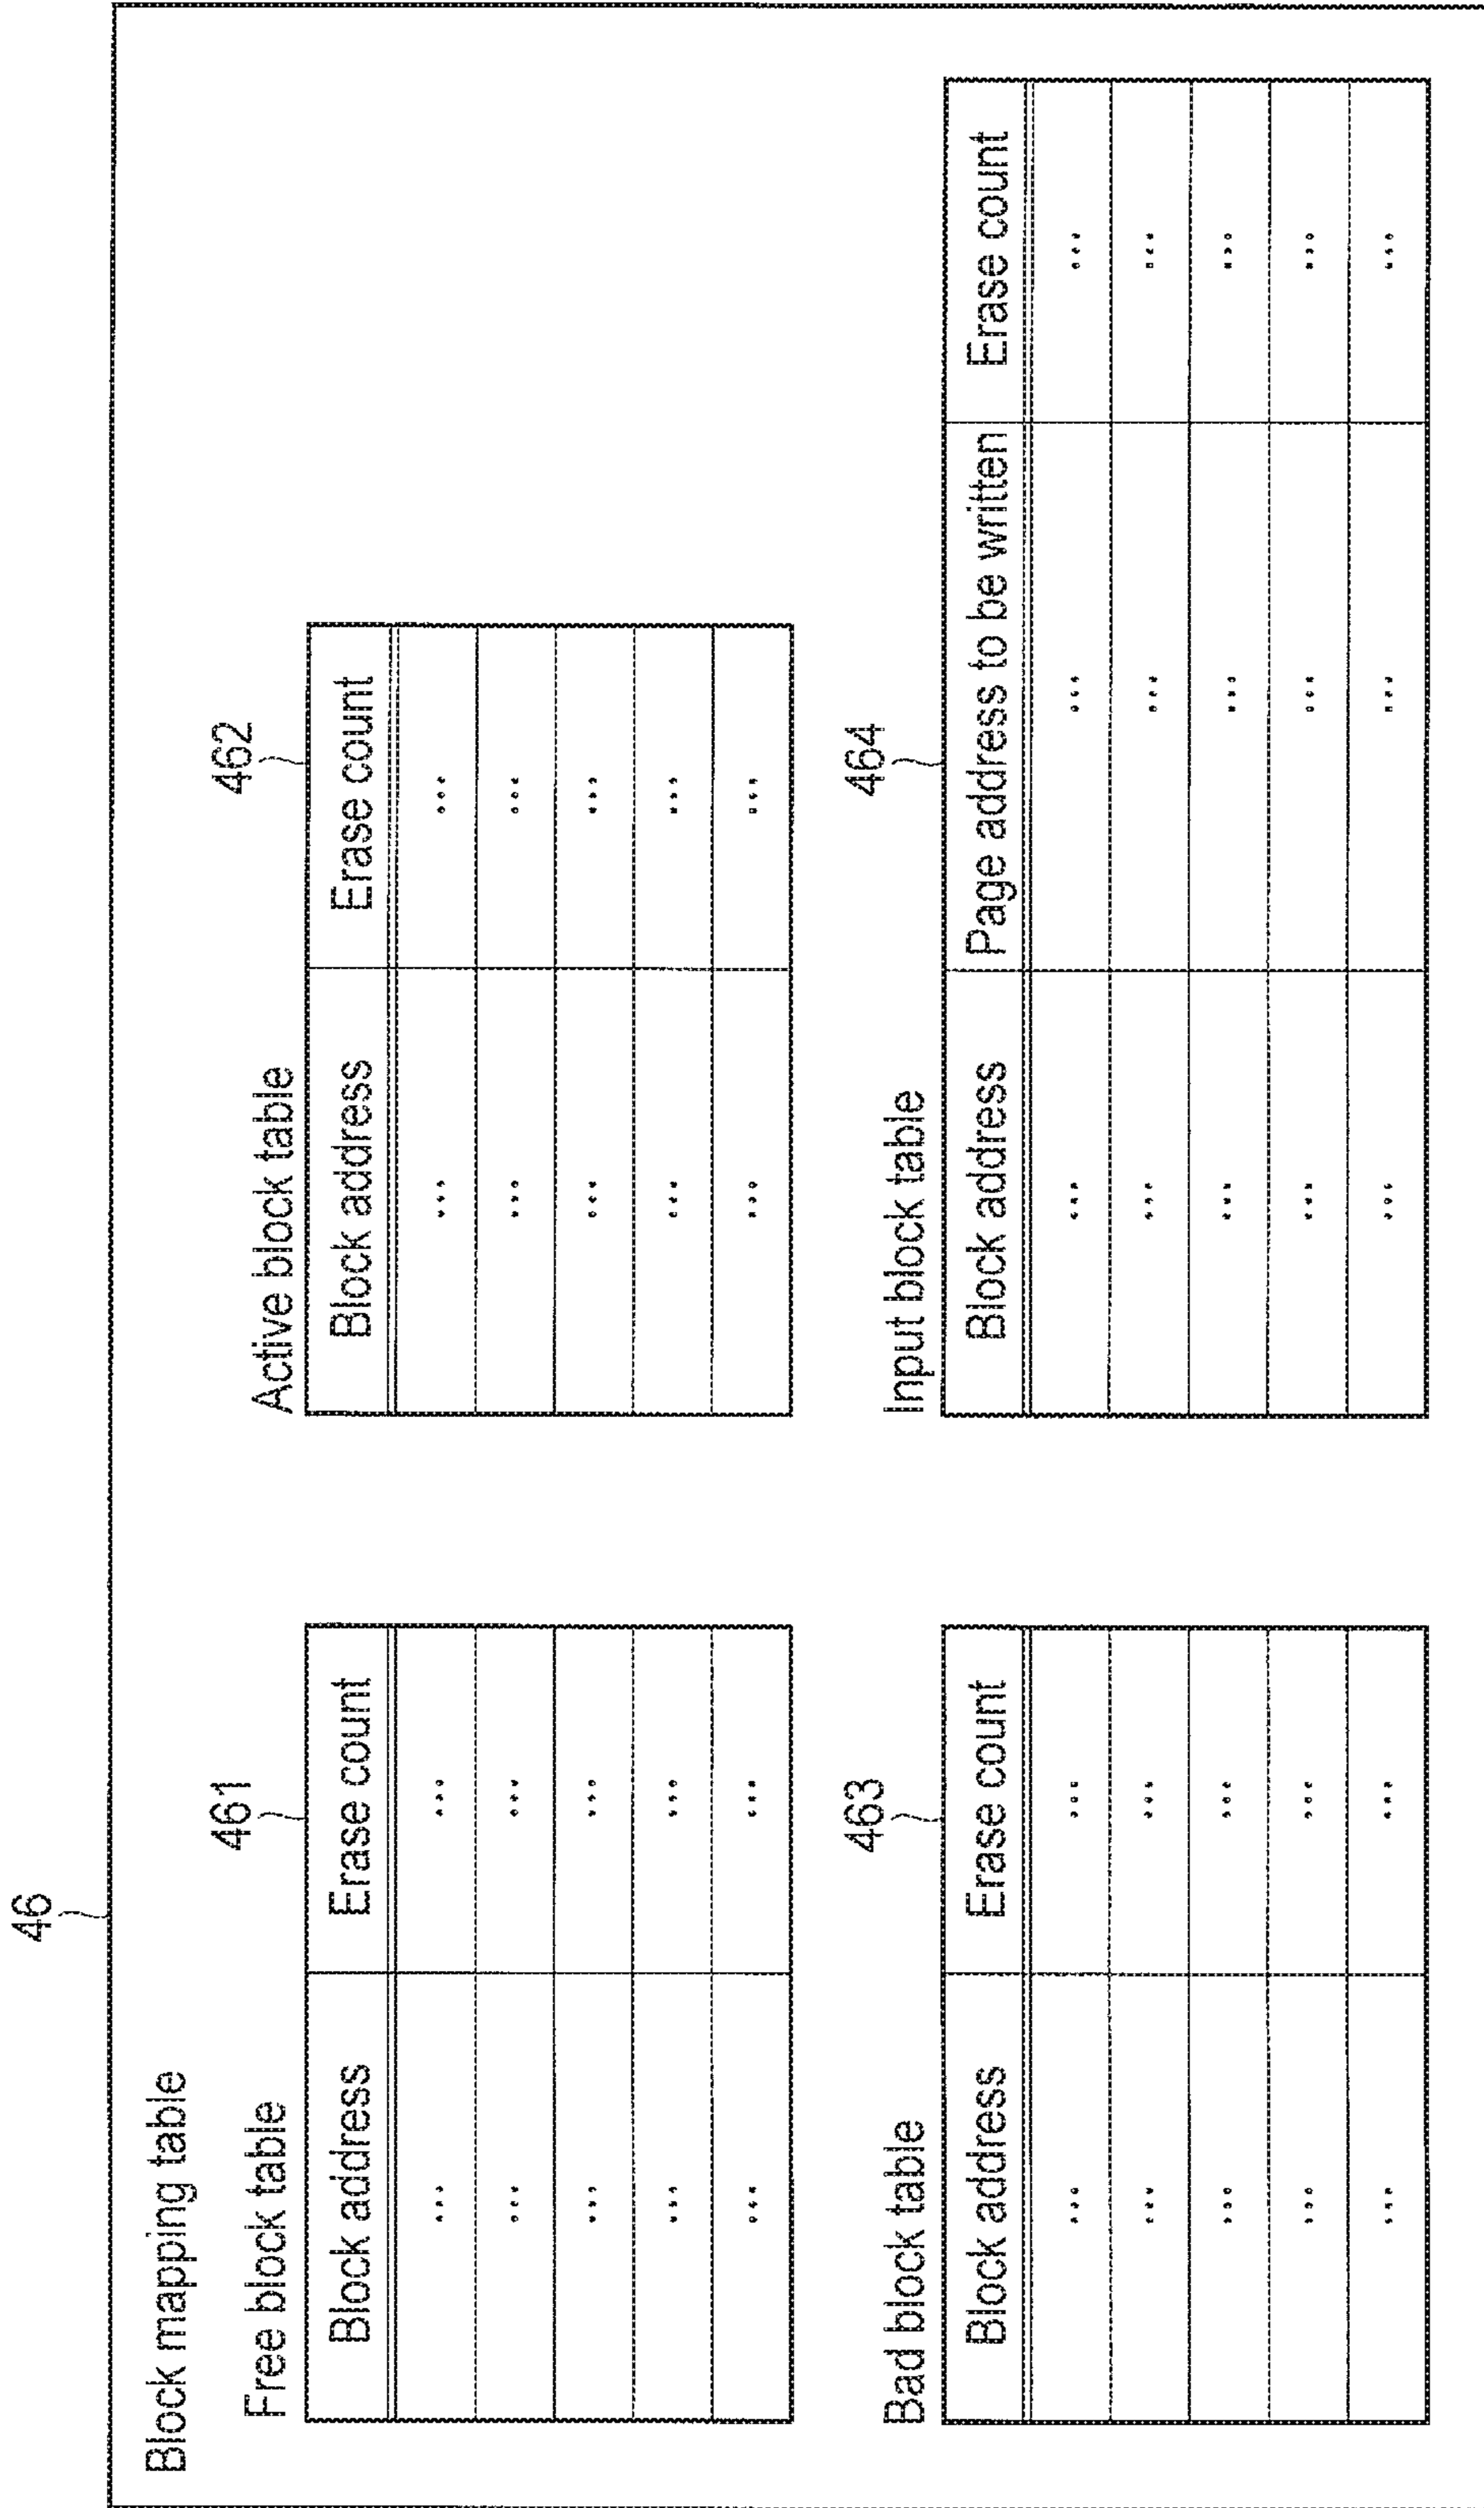 46
Block mapping table
461
Free block table
Block address Erase count
... ...
... ...
... ...
... ...
... ...
462
Active block table
Block address Erase count
... ...
... ...
... ...
... ...
... ...
463
Bad block table
Block address Erase count
... ...
... ...
... ...
... ...
... ...
464
Input block table
Block address Page address to be written Erase count
... ... ...
... ... ...
... ... ...
... ... ...
... ... ...